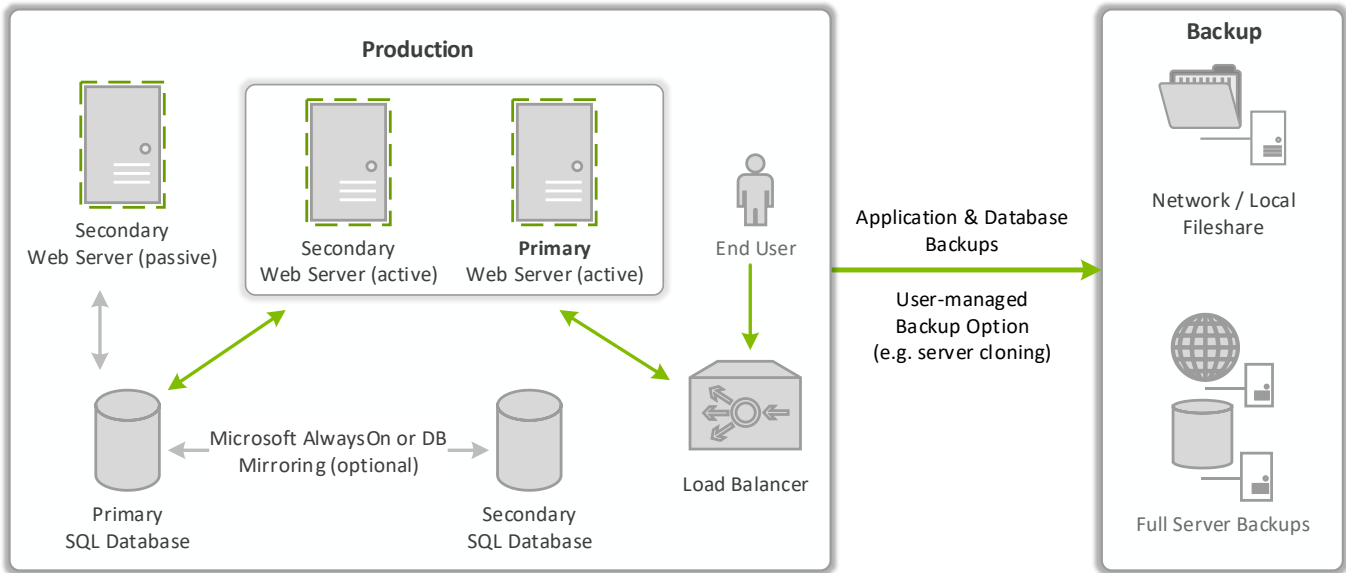 Production
Secondary
Web Server (passive)
Secondary
Web Server (active)
Primary
Web Server (active)
End User
Microsoft AlwaysOn or DB
Mirroring (optional)
Primary
SQL Database
Secondary
SQL Database
Load Balancer
Application & Database
Backups
User-managed
Backup Option
(e.g. server cloning)
Backup
Network / Local
Fileshare
Full Server Backups